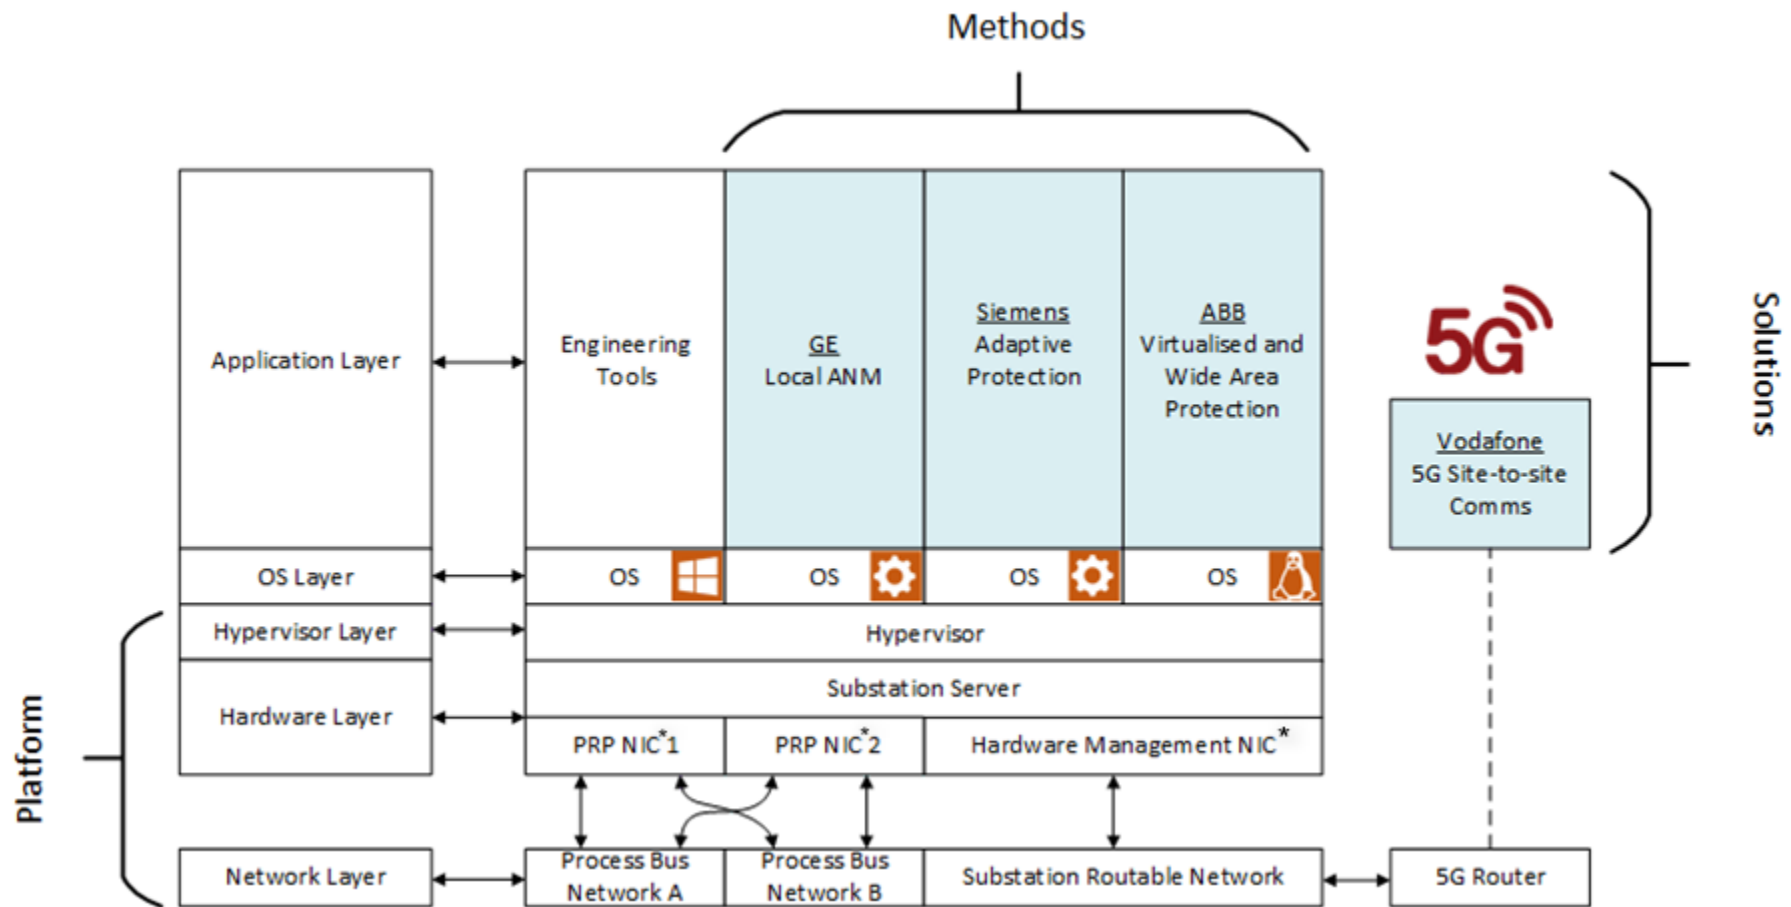 Methods
Application Layer
Engineering
Tools
GE
Local ANM
Siemens
Adaptive
Protection
ABB
Virtualised and
Wide Area
Protection
5G
Vodafone
5G Site-to-site
Comms
Solutions
OS Layer
OS
OS
OS
OS
Hypervisor Layer
Hypervisor
Hardware Layer
Substation Server
PRP NIC*1
PRP NIC*2
Hardware Management NIC*
Platform
Network Layer
Process Bus
Network A
Process Bus
Network B
Substation Routable Network
5G Router